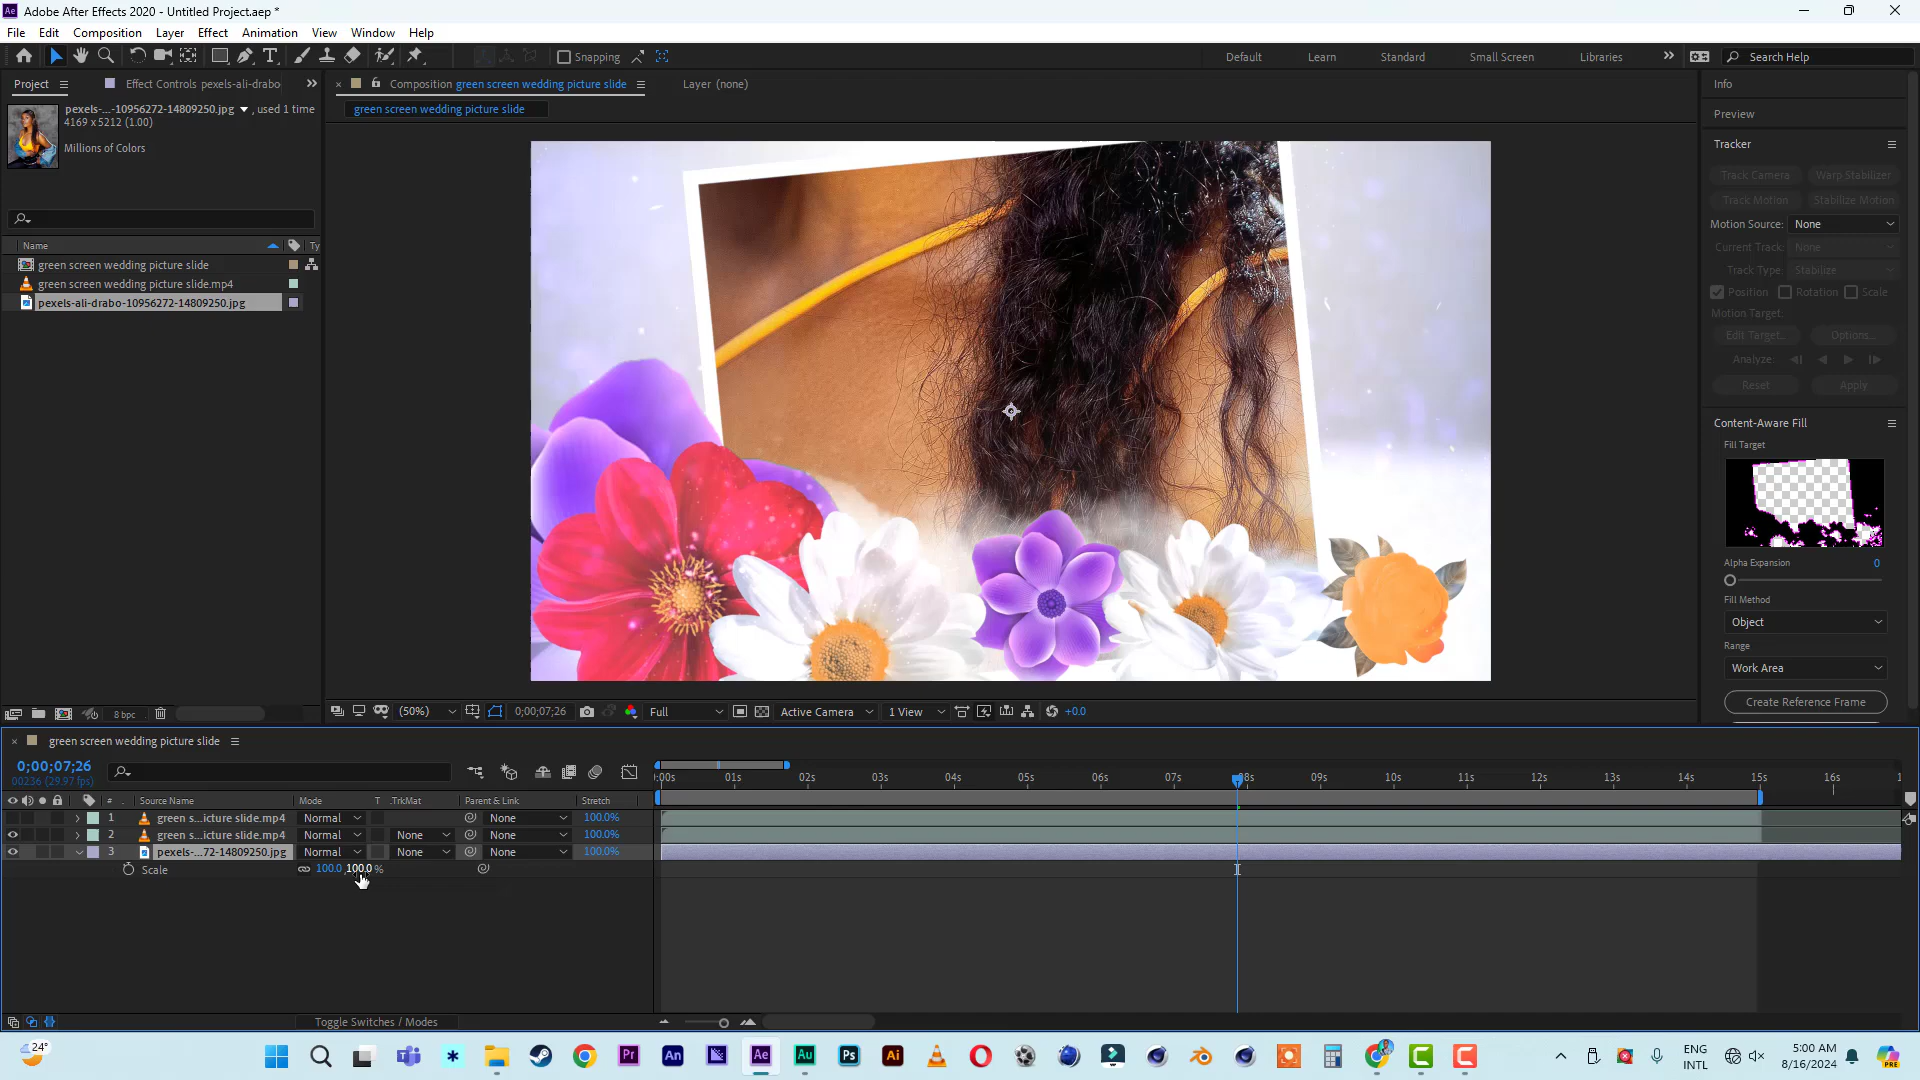 Adobe After Effects 2020 - Untitled Project.aep *
File Edit Composition Layer Effect Animation View Window Help
Snapping
Default Learn Standard Small Screen Libraries
Search Help
Project
Effect Controls pexels-ali-drabo
pexels-...-10956272-14809250.jpg , used 1 time
4169 x 5212 (1.00)
Millions of Colors
Name Ty
green screen wedding picture slide
green screen wedding picture slide.mp4
pexels-ali-drabo-10956272-14809250.jpg
8 bpc
Composition green screen wedding picture slide
Layer (none)
green screen wedding picture slide
(50%) 0;00;07;26 Full Active Camera 1 View +0.0
Info
Preview
Tracker
Track Camera Warp Stabilizer
Track Motion Stabilize Motion
Motion Source: None
Current Track: None
Track Type: Stabilize
Position Rotation Scale
Motion Target:
Edit Target... Options...
Analyze:
Reset Apply
Content-Aware Fill
Fill Target
Alpha Expansion 0
Fill Method
Object
Range
Work Area
Create Reference Frame
green screen wedding picture slide
0;00;07;26
00236 (29.97 fps)
:00s 01s 02s 03s 04s 05s 06s 07s 08s 09s 10s 11s 12s 13s 14s 15s 16s 1
# Source Name Mode T .TrkMat Parent & Link Stretch
1 green s...icture slide.mp4 Normal None 100.0%
2 green s...icture slide.mp4 Normal None None 100.0%
3 pexels-...72-14809250.jpg Normal None None 100.0%
Scale 100.0 ,100.0 %
Toggle Switches / Modes
24°
ENG
INTL
5:00 AM
8/16/2024